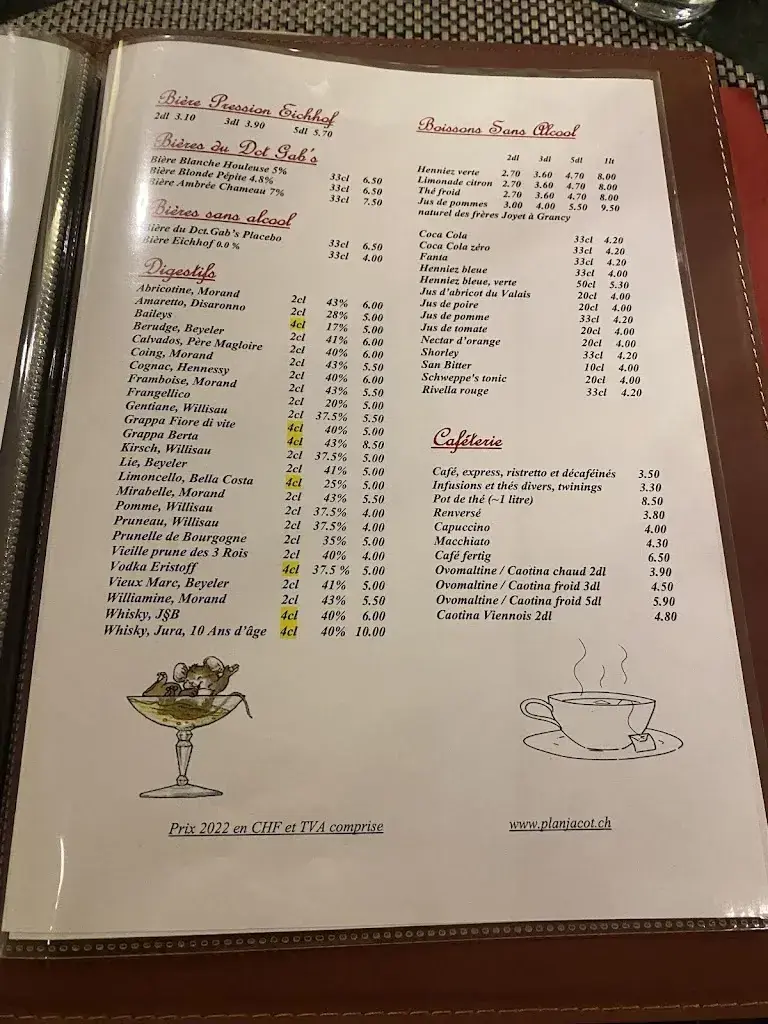 Bière Pression Eichhof
2dl 3.10 3dl 3.90 5dl 5.70
Bières du Dct Gab's
Bière Blanche Houleuse 5% 33cl 6.50
Bière Blonde Pépite 4.8% 33cl 6.50
Bière Ambrée Chameau 7% 33cl 7.50
Bières sans alcool
Bière du Dct.Gab's Placebo 33cl 6.50
Bière Eichhof 0.0 % 33cl 4.00
Digestifs
Abricotine, Morand 2cl 43% 6.00
Amaretto, Disaronno 2cl 28% 5.00
Baileys 4cl 17% 5.00
Berudge, Beyeler 2cl 41% 6.00
Calvados, Père Magloire 2cl 40% 6.00
Coing, Morand 2cl 43% 5.50
Cognac, Hennessy 2cl 40% 6.00
Framboise, Morand 2cl 43% 5.50
Frangellico 2cl 20% 5.00
Gentiane, Willisau 2cl 37.5% 5.50
Grappa Fiore di vite 4cl 40% 5.00
Grappa Berta 4cl 43% 8.50
Kirsch, Willisau 2cl 37.5% 5.00
Lie, Beyeler 2cl 41% 5.00
Limoncello, Bella Costa 4cl 25% 5.00
Mirabelle, Morand 2cl 43% 5.50
Pomme, Willisau 2cl 37.5% 4.00
Pruneau, Willisau 2cl 37.5% 4.00
Prunelle de Bourgogne 2cl 35% 5.00
Vieille prune des 3 Rois 2cl 40% 4.00
Vodka Eristoff 4cl 37.5 % 5.00
Vieux Marc, Beyeler 2cl 41% 5.00
Williamine, Morand 2cl 43% 5.50
Whisky, J§B 4cl 40% 6.00
Whisky, Jura, 10 Ans d'âge 4cl 40% 10.00
Prix 2022 en CHF et TVA comprise
Boissons Sans Alcool
2dl 3dl 5dl 1lt
Henniez verte 2.70 3.60 4.70 8.00
Limonade citron 2.70 3.60 4.70 8.00
Thé froid 2.70 3.60 4.70 8.00
Jus de pommes 3.00 4.00 5.50 9.50
naturel des frères Joyet à Grancy
Coca Cola 33cl 4.20
Coca Cola zéro 33cl 4.20
Fanta 33cl 4.20
Henniez bleue 33cl 4.00
Henniez bleue, verte 50cl 5.30
Jus d'abricot du Valais 20cl 4.00
Jus de poire 20cl 4.00
Jus de pomme 33cl 4.20
Jus de tomate 20cl 4.00
Nectar d'orange 20cl 4.00
Shorley 33cl 4.20
San Bitter 10cl 4.00
Schweppe's tonic 20cl 4.00
Rivella rouge 33cl 4.20
Caféterie
Café, express, ristretto et décaféinés 3.50
Infusions et thés divers, twinings 3.30
Pot de thé (~1 litre) 8.50
Renversé 3.80
Capuccino 4.00
Macchiato 4.30
Café fertig 6.50
Ovomaltine / Caotina chaud 2dl 3.90
Ovomaltine / Caotina froid 3dl 4.50
Ovomaltine / Caotina froid 5dl 5.90
Caotina Viennois 2dl 4.80
www.planjacot.ch